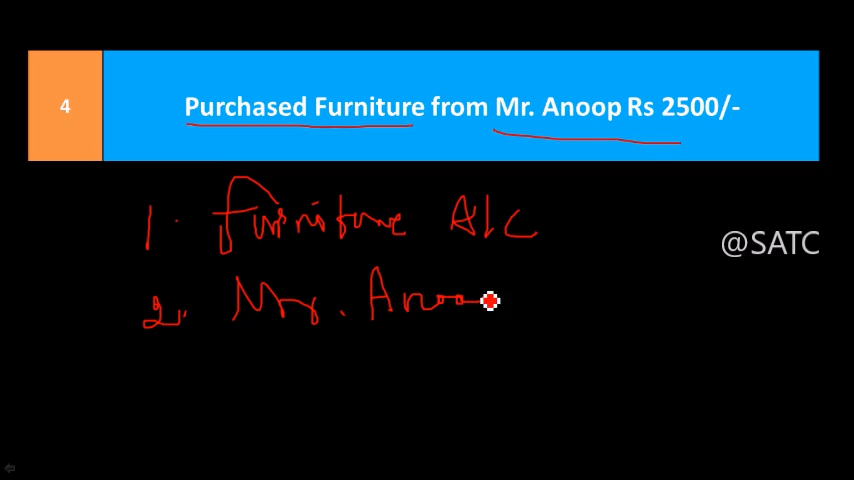 4
Purchased Furniture from Mr. Anoop Rs 2500/-
1. Furniture A/C
@SATC
2. Mr. Anoo